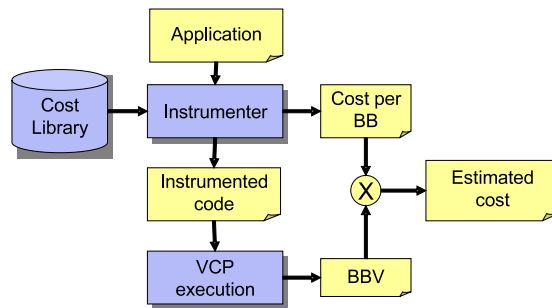 Application
Cost
Library
Instrumenter
Cost per
BB
Instrumented
code
X
Estimated
cost
VCP
execution
BBV